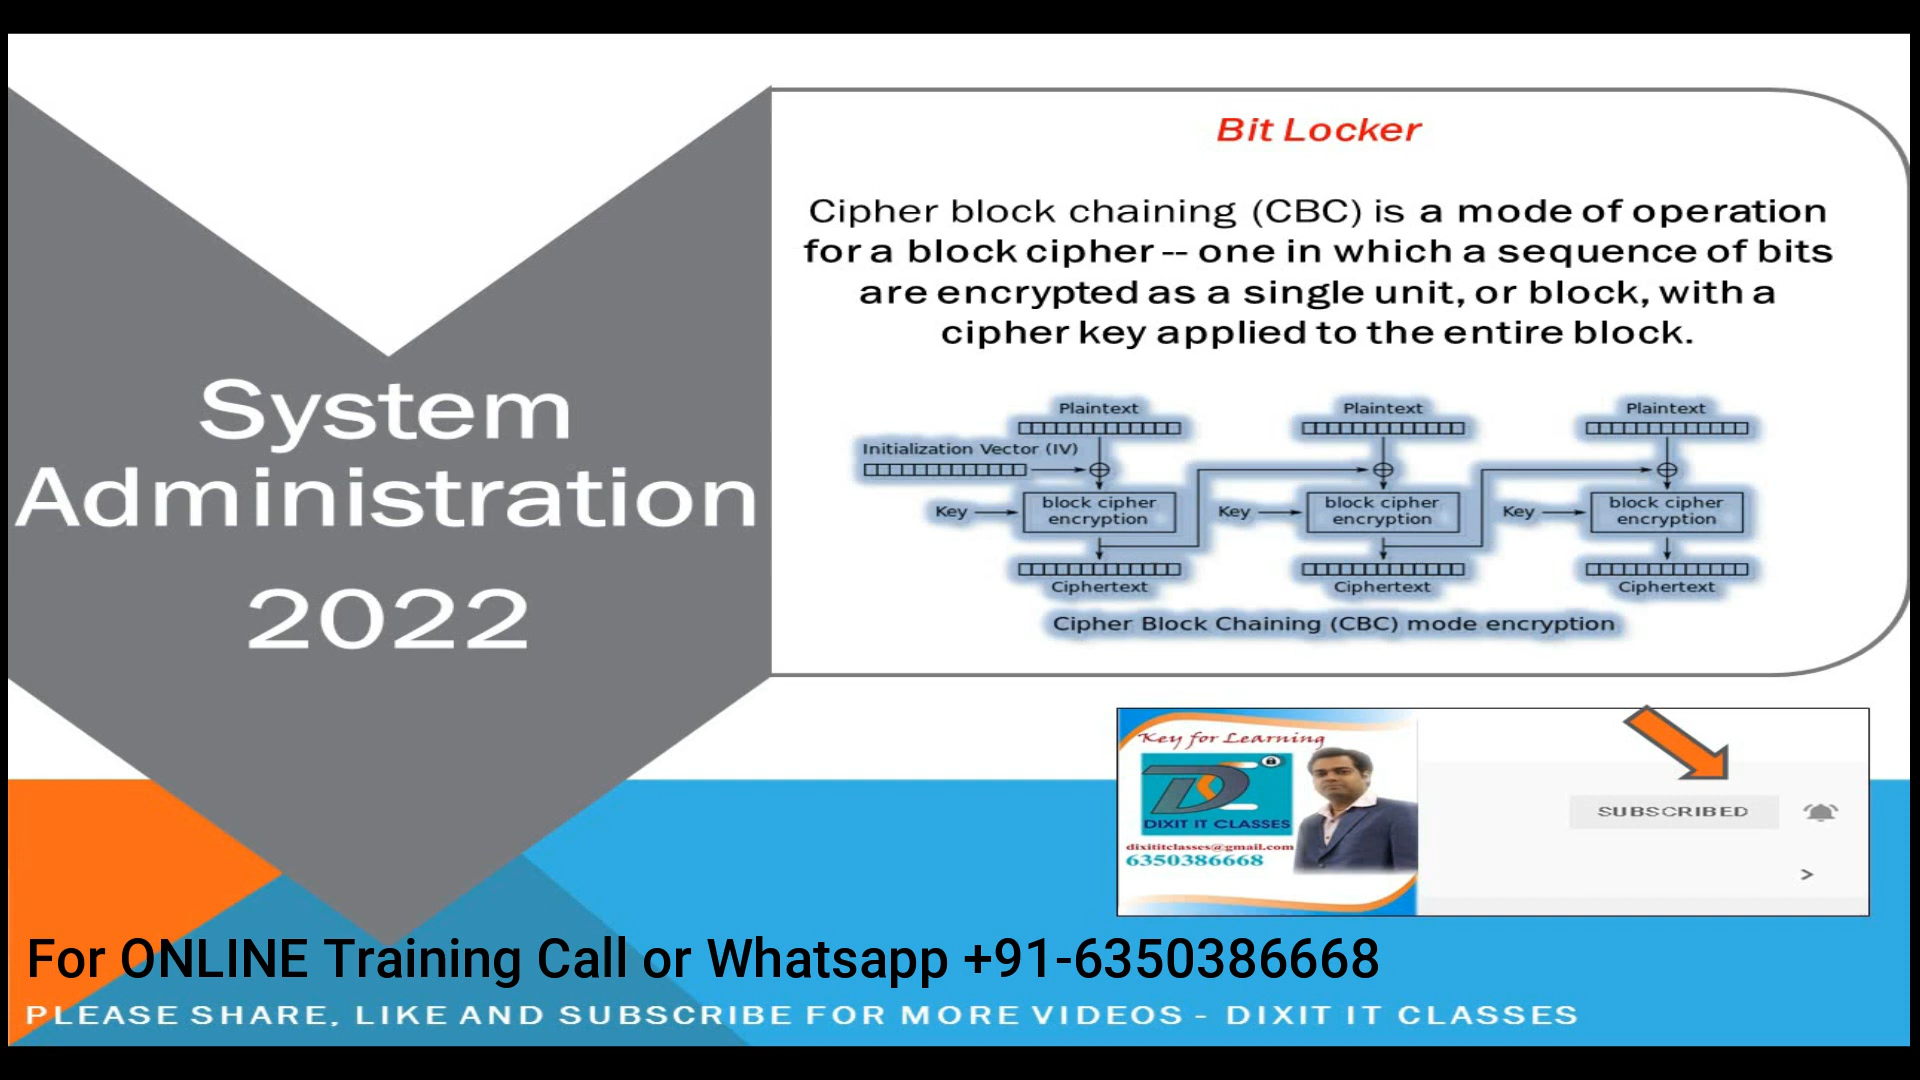 Bit Locker
Cipher block chaining (CBC) is a mode of operation
for a block cipher -- one in which a sequence of bits
are encrypted as a single unit, or block, with a
cipher key applied to the entire block.
System
Administration
2022
Plaintext Plaintext Plaintext
Initialization Vector (IV)
Key block cipher encryption Key block cipher encryption Key block cipher encryption
Ciphertext Ciphertext Ciphertext
Cipher Block Chaining (CBC) mode encryption
Key for Learning
DIXIT IT CLASSES
dixititclasses@gmail.com
6350386668
SUBSCRIBED
For ONLINE Training Call or Whatsapp +91-6350386668
PLEASE SHARE, LIKE AND SUBSCRIBE FOR MORE VIDEOS - DIXIT IT CLASSES